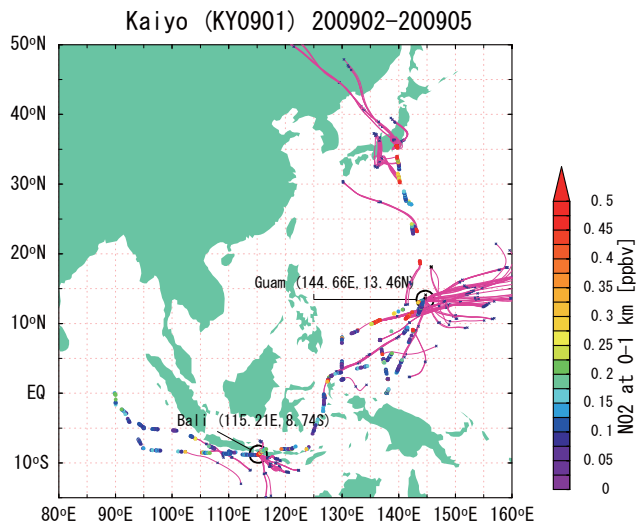 Kaiyo (KY0901) 200902-200905
50ºN
40ºN
30ºN
20ºN
10ºN
EQ
10ºS
80ºE 90ºE 100ºE 110ºE 120ºE 130ºE 140ºE 150ºE 160ºE
Guam (144.66E,13.46N)
Bali (115.21E,8.74S)
0.5
0.45
0.4
0.35
0.3
0.25
0.2
0.15
0.1
0.05
0
NO2 at 0-1 km [ppbv]